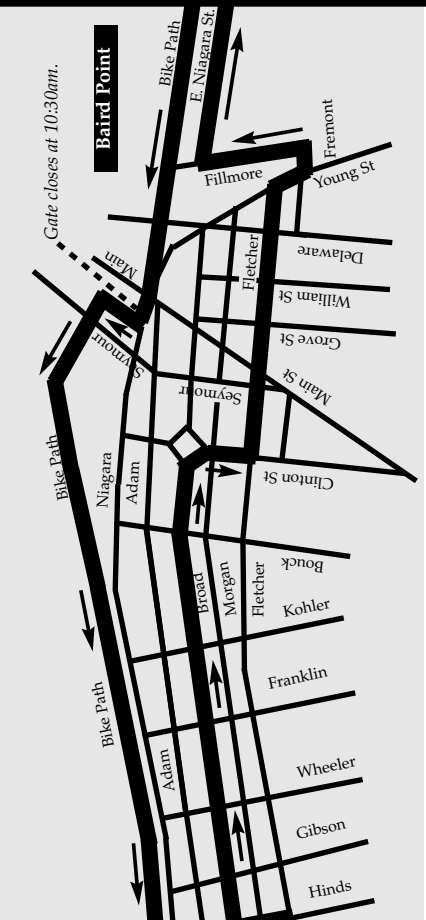 Bike Path
E. Niagara St.
Baird Point
Gate closes at 10:30am.
Fremont
Fillmore
Young St
Delaware
Main
Fletcher
William St
Grove St
Seymour
Seymour
Main St
Bike Path
Niagara
Adam
Clinton St
Bouck
Broad
Morgan
Fletcher
Kohler
Franklin
Bike Path
Adam
Wheeler
Gibson
Hinds